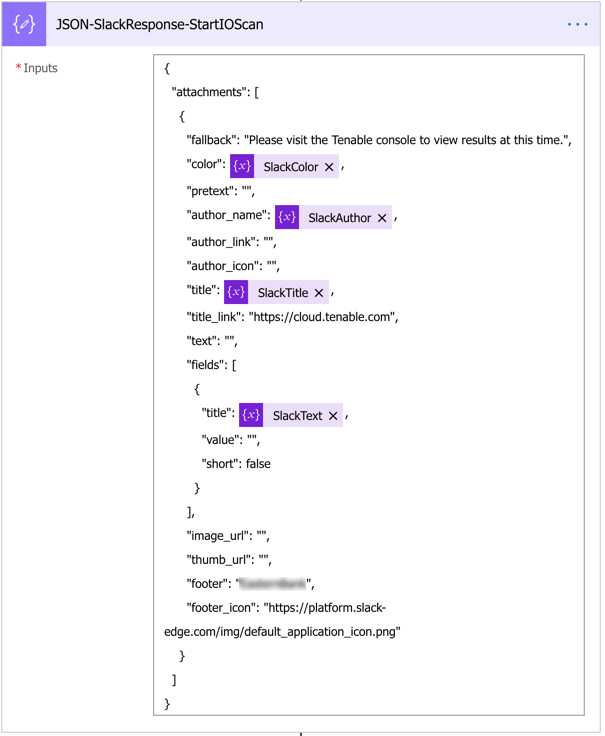 JSON-SlackResponse-StartIOScan
* Inputs
{
"attachments": [
{
"fallback": "Please visit the Tenable console to view results at this time.",
"color": {x} SlackColor × ,
"pretext": "",
"author_name": {x} SlackAuthor × ,
"author_link": "",
"author_icon": "",
"title": {x} SlackTitle × ,
"title_link": "https://cloud.tenable.com",
"text": "",
"fields": [
{
"title": {x} SlackText × ,
"value": "",
"short": false
}
],
"image_url": "",
"thumb_url": "",
"footer": "",
"footer_icon": "https://platform.slack-
edge.com/img/default_application_icon.png"
}
]
}